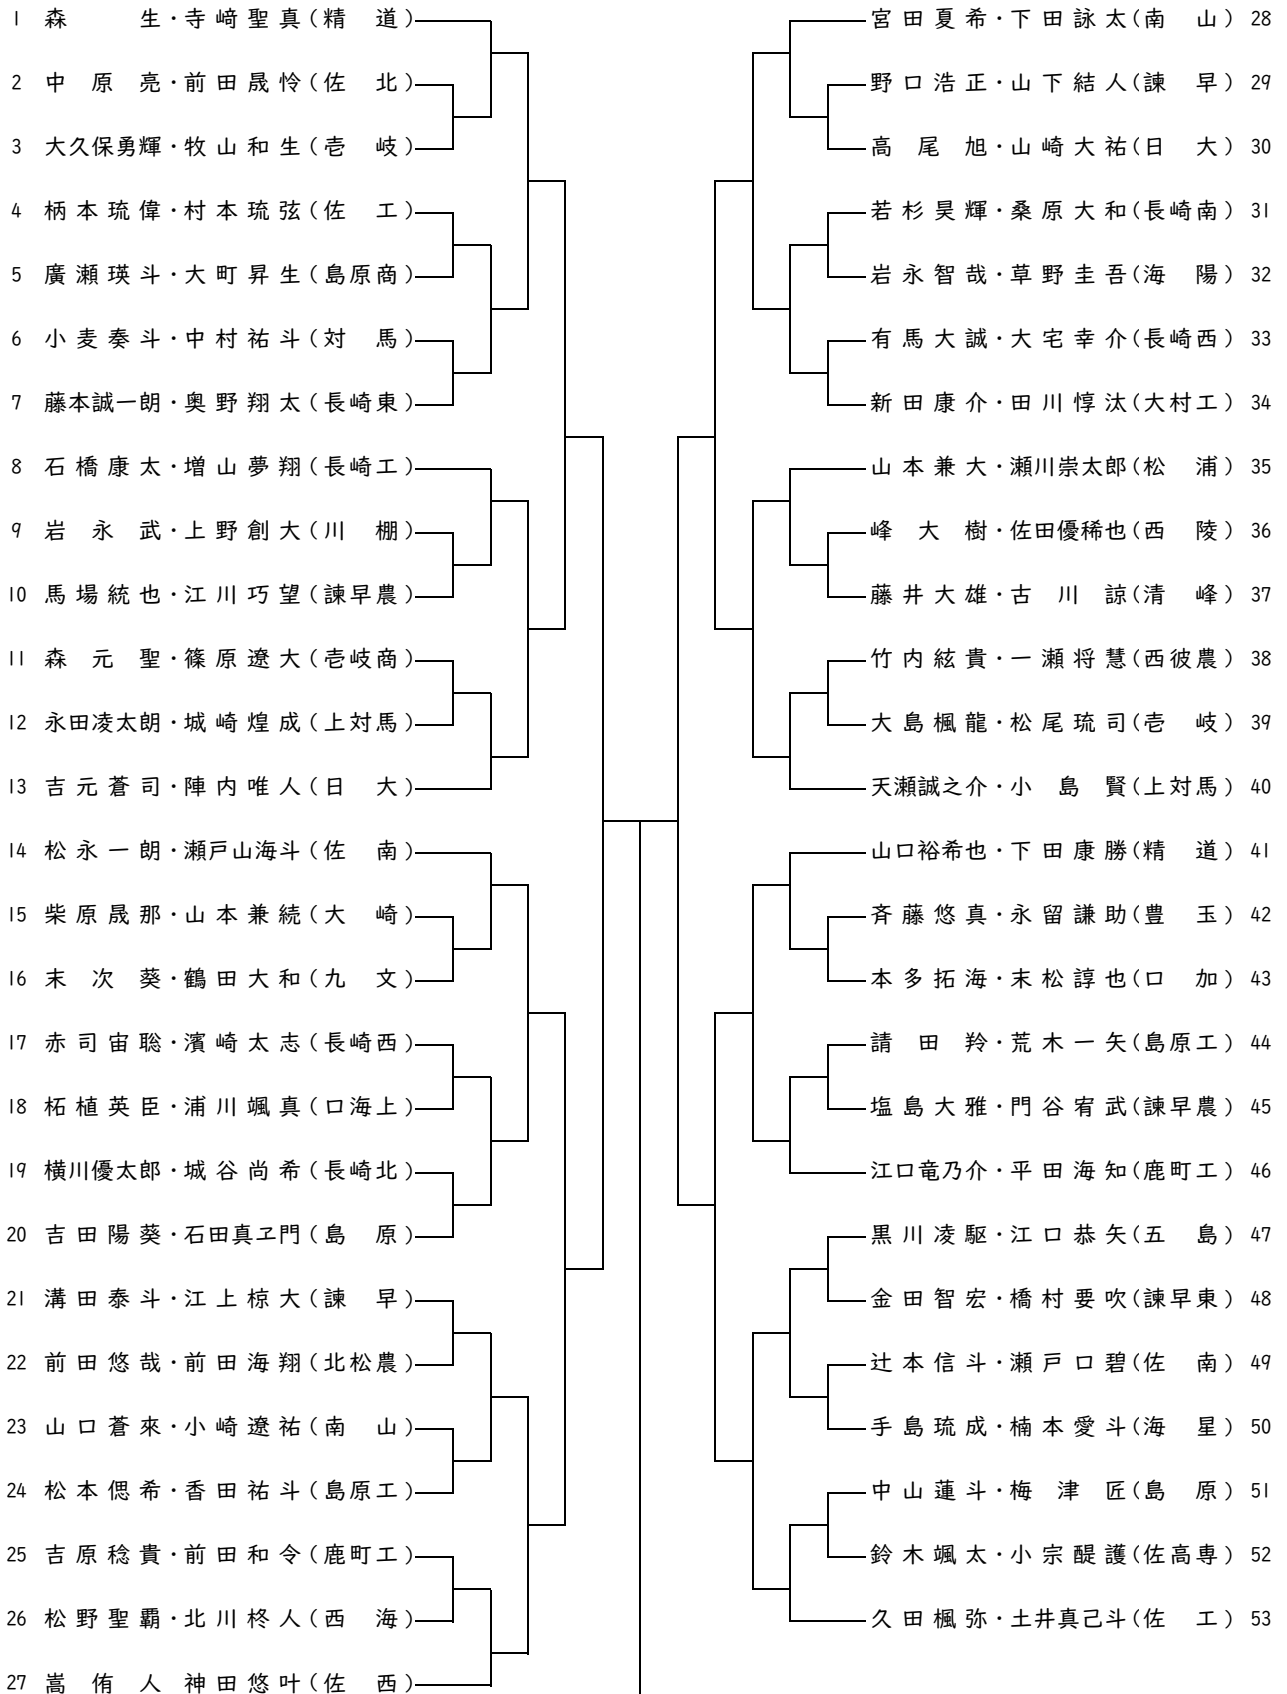 1 森 生・寺﨑聖真(精 道)
2 中原 亮・前田晟怜(佐 北)
3 大久保勇輝・牧山和生(壱 岐)
4 柄本琉偉・村本琉弦(佐 工)
5 廣瀬瑛斗・大町昇生(島原商)
6 小麦奏斗・中村祐斗(対 馬)
7 藤本誠一朗・奥野翔太(長崎東)
8 石橋康太・増山夢翔(長崎工)
9 岩永 武・上野創大(川 棚)
10 馬場統也・江川巧望(諫早農)
11 森 元聖・篠原遼大(壱岐商)
12 永田凌太朗・城崎煌成(上対馬)
13 吉元蒼司・陣内唯人(日 大)
14 松永一朗・瀬戸山海斗(佐 南)
15 柴原晟那・山本兼続(大 崎)
16 末次 葵・鶴田大和(九 文)
17 赤司宙聡・濱崎太志(長崎西)
18 柘植英臣・浦川颯真(口海上)
19 横川優太郎・城谷尚希(長崎北)
20 吉田陽葵・石田真ヱ門(島 原)
21 溝田泰斗・江上椋大(諫 早)
22 前田悠哉・前田海翔(北松農)
23 山口蒼來・小崎遼祐(南 山)
24 松本偲希・香田祐斗(島原工)
25 吉原稔貴・前田和令(鹿町工)
26 松野聖覇・北川柊人(西 海)
27 嵩 侑人 神田悠叶(佐 西)
宮田夏希・下田詠太(南 山) 28
野口浩正・山下結人(諫 早) 29
高尾 旭・山崎大祐(日 大) 30
若杉昊輝・桑原大和(長崎南) 31
岩永智哉・草野圭吾(海 陽) 32
有馬大誠・大宅幸介(長崎西) 33
新田康介・田川惇汰(大村工) 34
山本兼大・瀬川崇太郎(松 浦) 35
峰 大樹・佐田優稀也(西 陵) 36
藤井大雄・古川 諒(清 峰) 37
竹内絃貴・一瀬将慧(西彼農) 38
大島楓龍・松尾琉司(壱 岐) 39
天瀬誠之介・小島 賢(上対馬) 40
山口裕希也・下田康勝(精 道) 41
斉藤悠真・永留謙助(豊 玉) 42
本多拓海・末松諄也(口 加) 43
請田 羚・荒木一矢(島原工) 44
塩島大雅・門谷宥武(諫早農) 45
江口竜乃介・平田海知(鹿町工) 46
黒川凌駆・江口恭矢(五 島) 47
金田智宏・橋村要吹(諫早東) 48
辻本信斗・瀬戸口碧(佐 南) 49
手島琉成・楠本愛斗(海 星) 50
中山蓮斗・梅津 匠(島 原) 51
鈴木颯太・小宗醍護(佐高専) 52
久田楓弥・土井真己斗(佐 工) 53